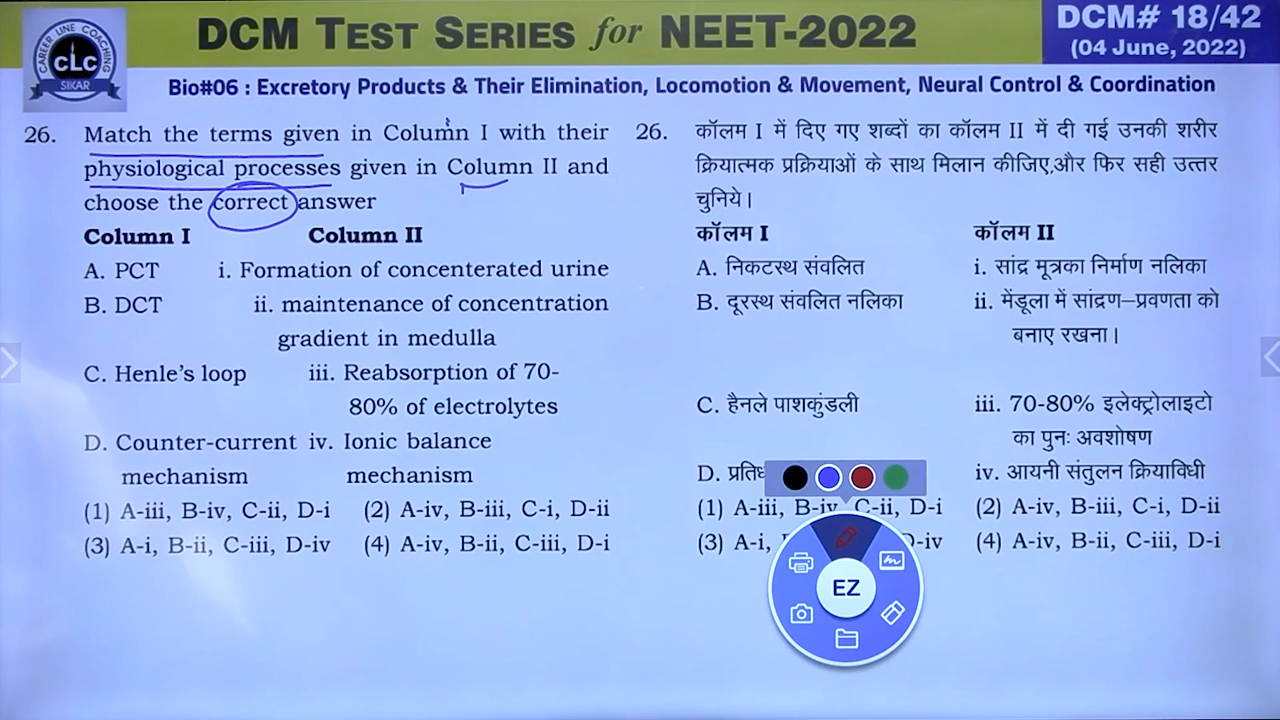 DCM TEST SERIES for NEET-2022
DCM# 18/42
(04 June, 2022)
CAREER LINE COACHING
CLC
SIKAR
Bio#06 : Excretory Products & Their Elimination, Locomotion & Movement, Neural Control & Coordination
26. Match the terms given in Column I with their
physiological processes given in Column II and
choose the correct answer
Column I Column II
A. PCT i. Formation of concenterated urine
B. DCT ii. maintenance of concentration
gradient in medulla
C. Henle's loop iii. Reabsorption of 70-
80% of electrolytes
D. Counter-current iv. Ionic balance
mechanism mechanism
(1) A-iii, B-iv, C-ii, D-i (2) A-iv, B-iii, C-i, D-ii
(3) A-i, B-ii, C-iii, D-iv (4) A-iv, B-ii, C-iii, D-i
26. कॉलम I में दिए गए शब्दों का कॉलम II में दी गई उनकी शरीर
क्रियात्मक प्रक्रियाओं के साथ मिलान कीजिए,और फिर सही उत्तर
चुनिये।
कॉलम I कॉलम II
A. निकटस्थ संवलित i. सांद्र मूत्रका निर्माण नलिका
B. दूरस्थ संवलित नलिका ii. मेंडूला में सांद्रण–प्रवणता को
बनाए रखना।
C. हैनले पाशकुंडली iii. 70-80% इलेक्ट्रोलाइटो
का पुनः अवशोषण
D. iv. आयनी संतुलन क्रियाविधी
(1) A-iii, B-iv, C-ii, D-i (2) A-iv, B-iii, C-i, D-ii
(3) A-i, D-iv (4) A-iv, B-ii, C-iii, D-i
EZ